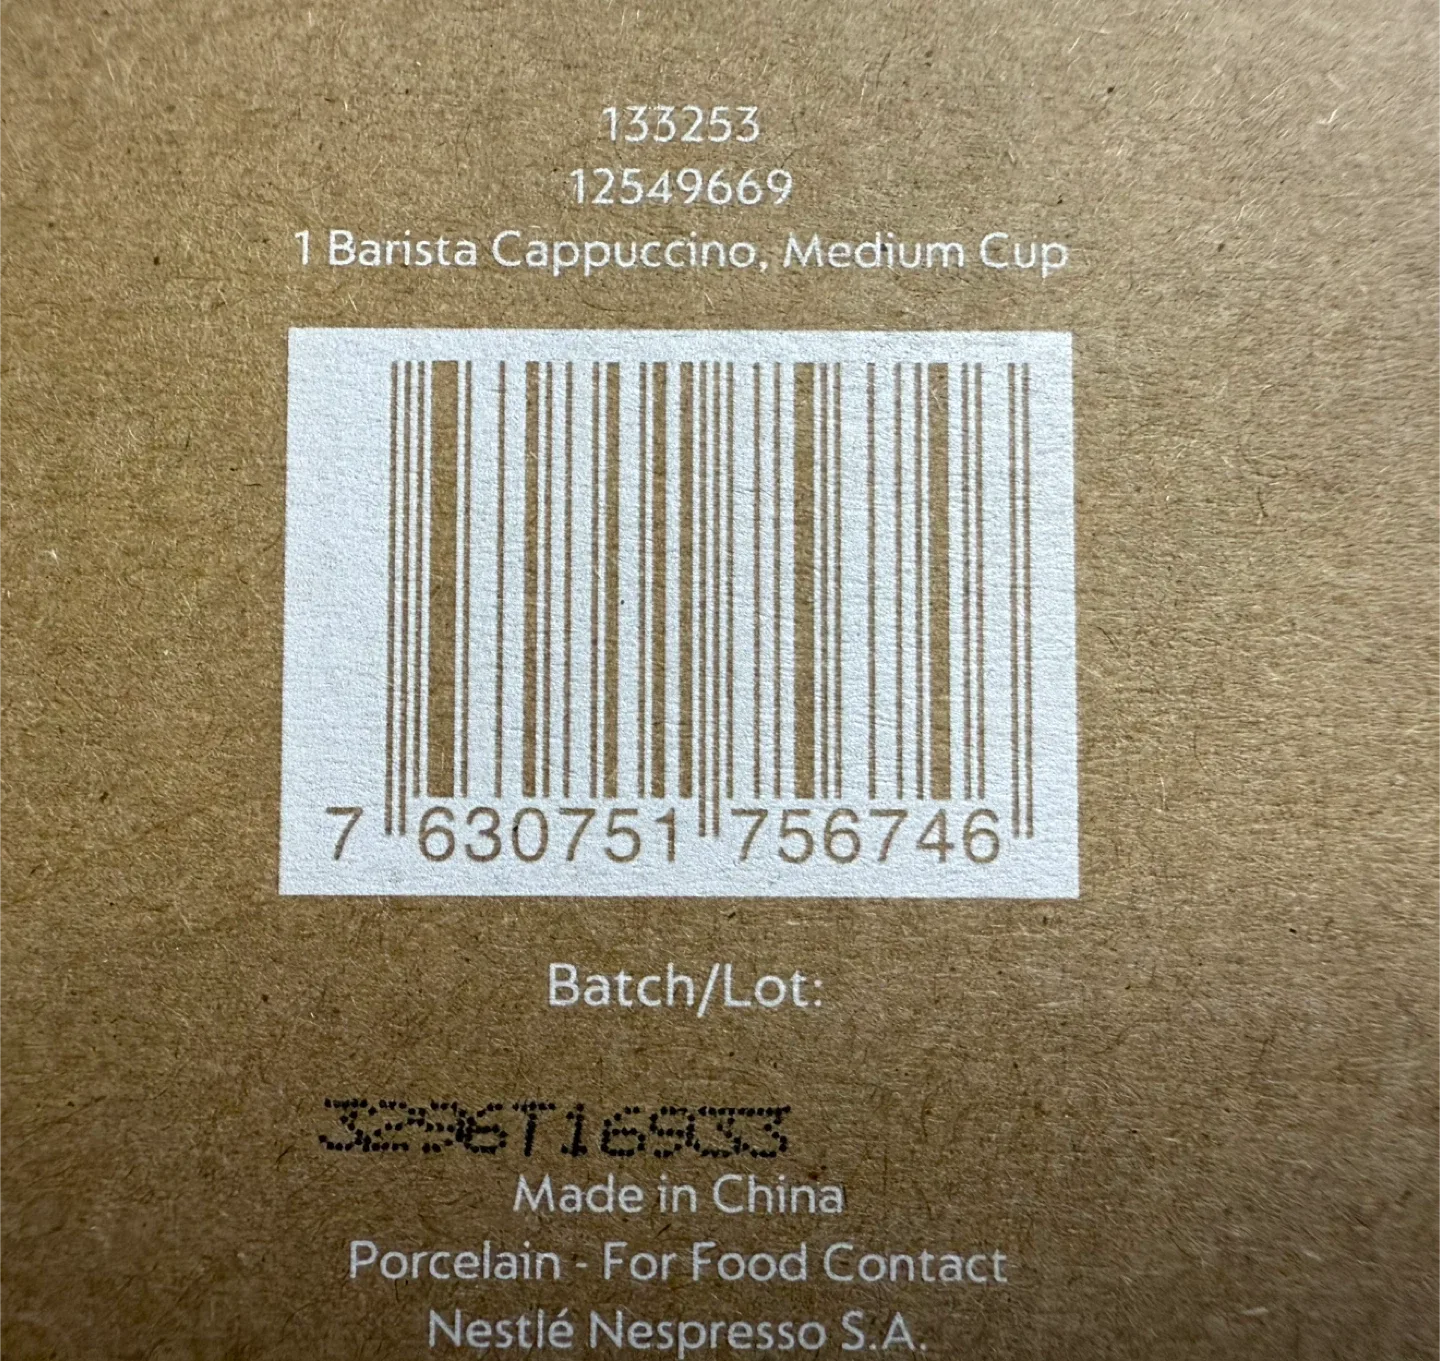 133253
12549669
1 Barista Cappuccino, Medium Cup
7 630751 756746
Batch/Lot:
Made in China
Porcelain - For Food Contact
Nestlé Nespresso S.A.